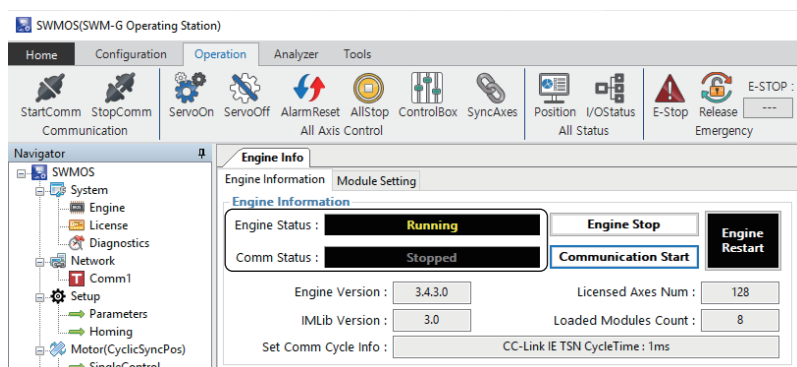 SWMOS(SWM-G Operating Station)
Home Configuration Operation Analyzer Tools
StartComm StopComm ServoOn ServoOff AlarmReset AllStop ControlBox SyncAxes Position I/OStatus E-Stop Release E-STOP : ---
Communication All Axis Control All Status Emergency
Navigator
SWMOS
System
Engine
License
Diagnostics
Network
Comm1
Setup
Parameters
Homing
Motor(CyclicSyncPos)
SingleControl
Engine Info
Engine Information Module Setting
Engine Information
Engine Status : Running Engine Stop
Comm Status : Stopped Communication Start
Engine Restart
Engine Version : 3.4.3.0 Licensed Axes Num : 128
IMLib Version : 3.0 Loaded Modules Count : 8
Set Comm Cycle Info : CC-Link IE TSN CycleTime : 1ms